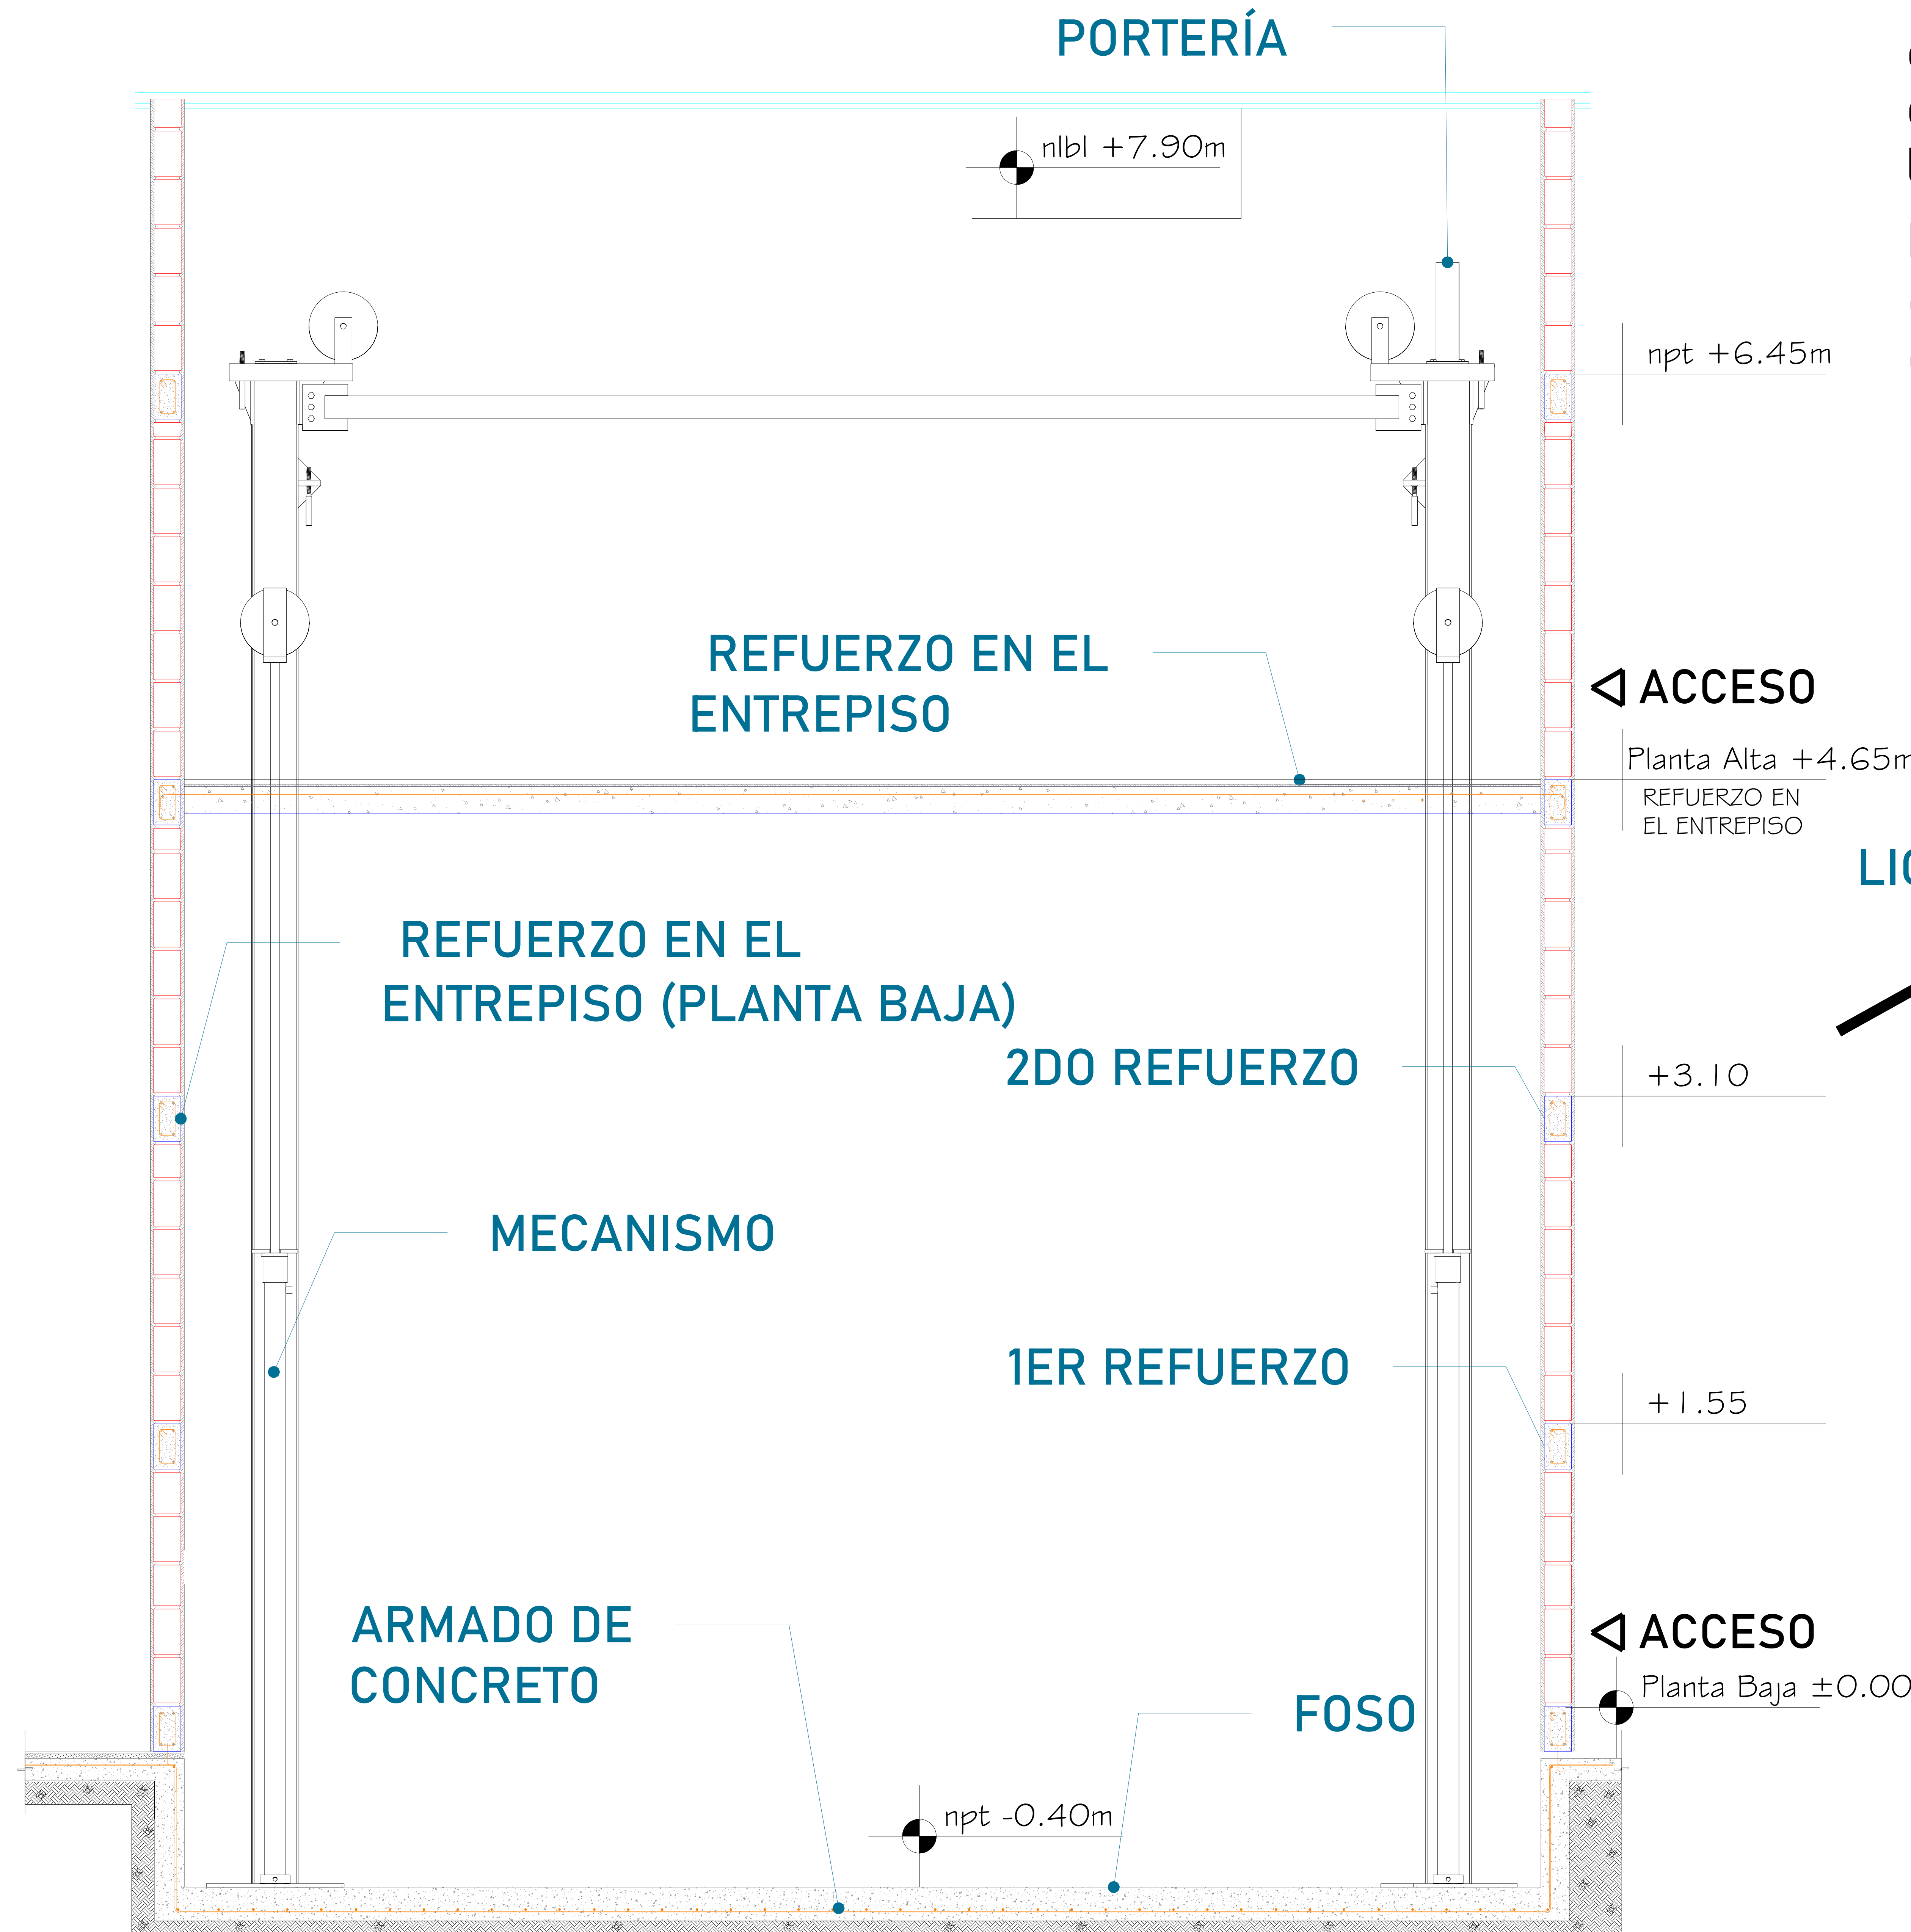 PORTERÍA
nlbl +7.90m
npt +6.45m
REFUERZO EN EL
ENTREPISO
ACCESO
Planta Alta +4.65m
REFUERZO EN
EL ENTREPISO
REFUERZO EN EL
ENTREPISO (PLANTA BAJA)
2DO REFUERZO
+3.10
MECANISMO
1ER REFUERZO
+1.55
ARMADO DE
CONCRETO
ACCESO
Planta Baja ±0.00
FOSO
npt -0.40m